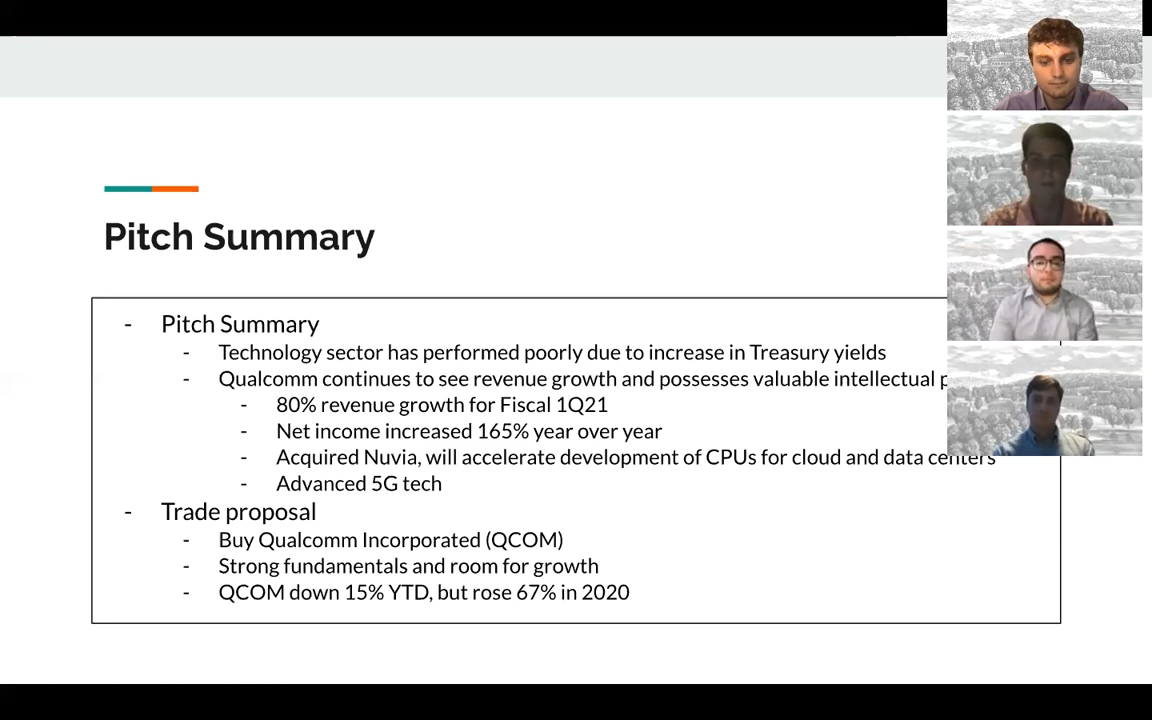 Pitch Summary
- Pitch Summary
- Technology sector has performed poorly due to increase in Treasury yields
- Qualcomm continues to see revenue growth and possesses valuable intellectual
- 80% revenue growth for Fiscal 1Q21
- Net income increased 165% year over year
- Acquired Nuvia, will accelerate development of CPUs for cloud and data centers
- Advanced 5G tech
- Trade proposal
- Buy Qualcomm Incorporated (QCOM)
- Strong fundamentals and room for growth
- QCOM down 15% YTD, but rose 67% in 2020